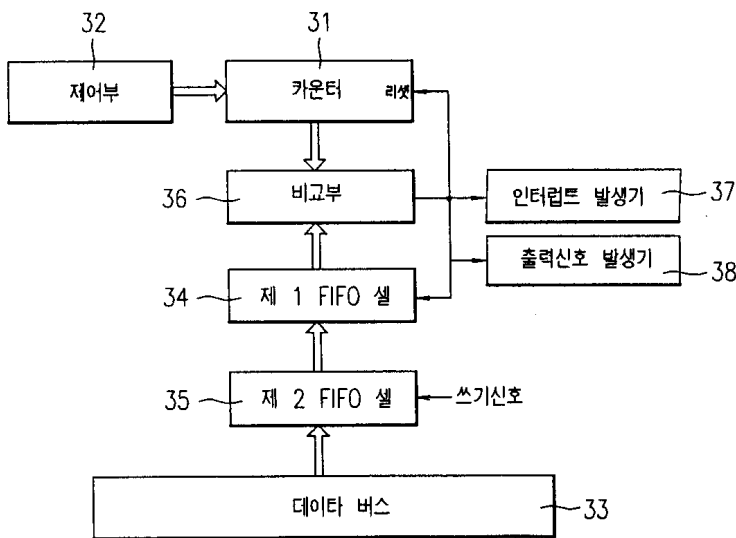 32
제어부
31
카운터
리셋
36
비교부
인터럽트 발생기
37
출력신호 발생기
38
34
제 1 FIFO 셀
35
제 2 FIFO 셀
쓰기신호
데이타 버스
33